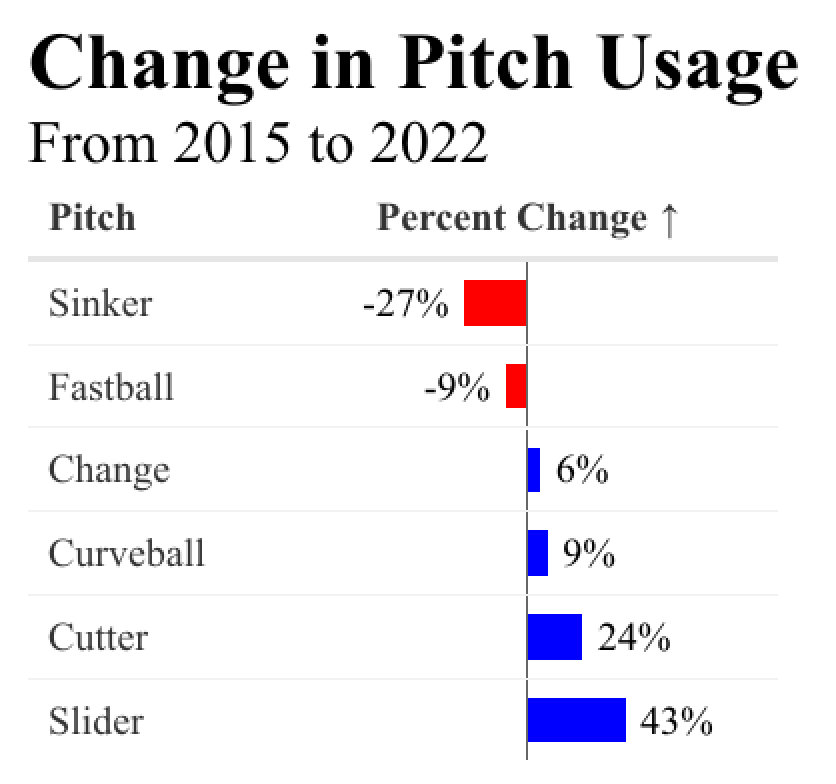 Change in Pitch Usage
From 2015 to 2022
Pitch Percent Change ↑
Sinker -27%
Fastball -9%
Change 6%
Curveball 9%
Cutter 24%
Slider 43%